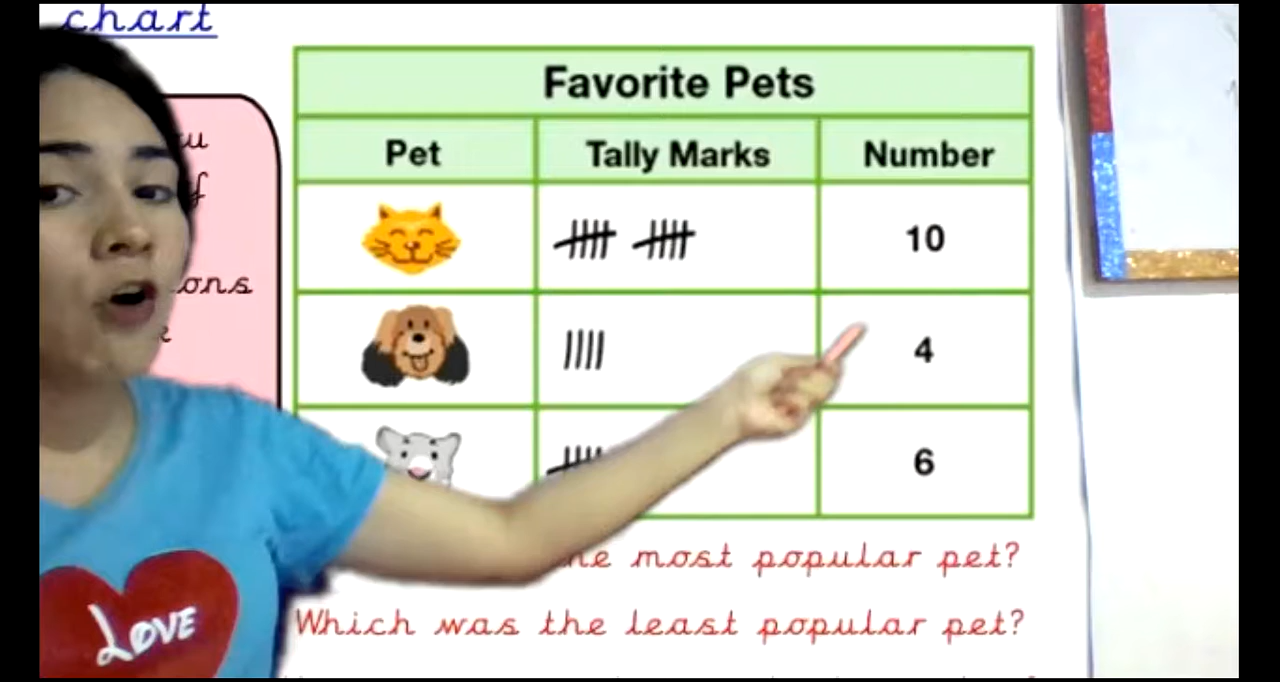 chart
Favorite Pets
Pet Tally Marks Number
10
4
6
ons
most popular pet?
Which was the least popular pet?
LOVE